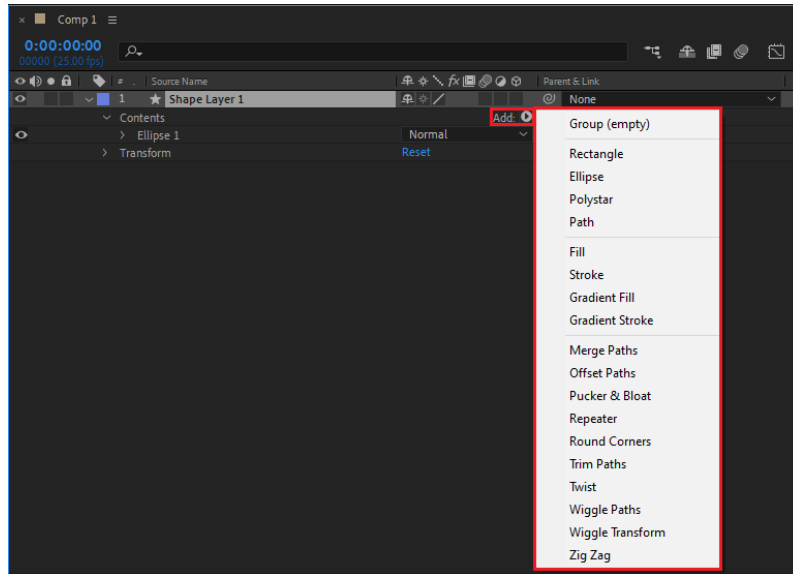 Comp 1
0:00:00:00
00000 (25.00 fps)
# . Source Name Parent & Link
1 Shape Layer 1 None
Contents Add:
Ellipse 1 Normal
Transform Reset
Group (empty)
Rectangle
Ellipse
Polystar
Path
Fill
Stroke
Gradient Fill
Gradient Stroke
Merge Paths
Offset Paths
Pucker & Bloat
Repeater
Round Corners
Trim Paths
Twist
Wiggle Paths
Wiggle Transform
Zig Zag